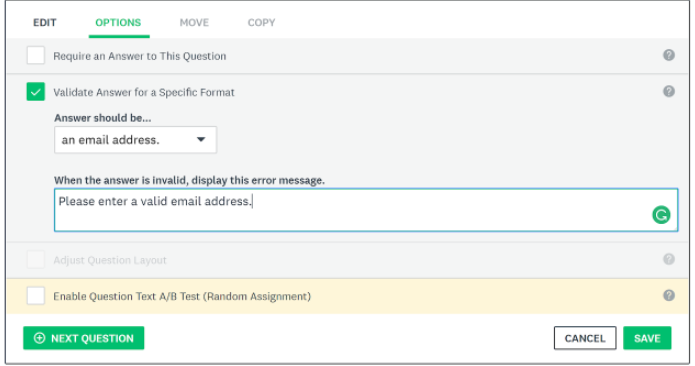 EDIT OPTIONS MOVE COPY
Require an Answer to This Question ?
Validate Answer for a Specific Format ?
Answer should be...
an email address.
When the answer is invalid, display this error message.
Please enter a valid email address.
Adjust Question Layout ?
Enable Question Text A/B Test (Random Assignment) ?
NEXT QUESTION CANCEL SAVE